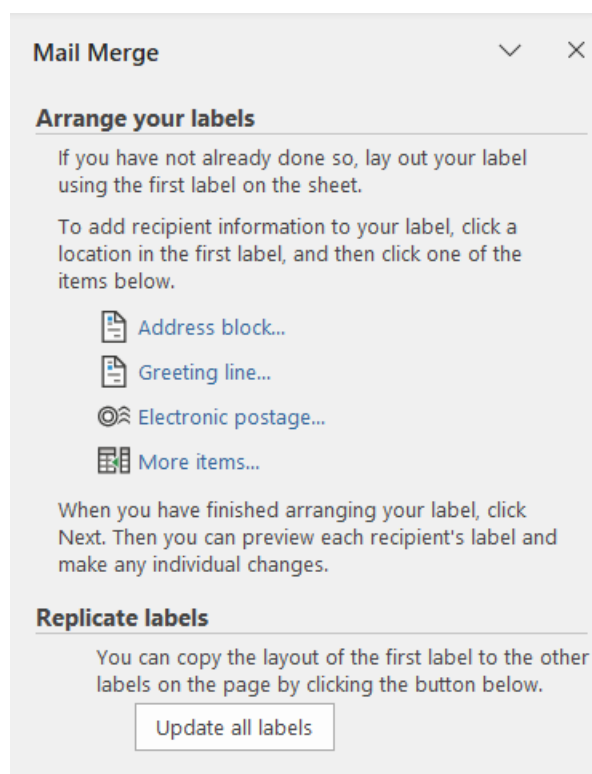 Mail Merge
Arrange your labels
If you have not already done so, lay out your label
using the first label on the sheet.
To add recipient information to your label, click a
location in the first label, and then click one of the
items below.
Address block...
Greeting line...
Electronic postage...
More items...
When you have finished arranging your label, click
Next. Then you can preview each recipient's label and
make any individual changes.
Replicate labels
You can copy the layout of the first label to the other
labels on the page by clicking the button below.
Update all labels